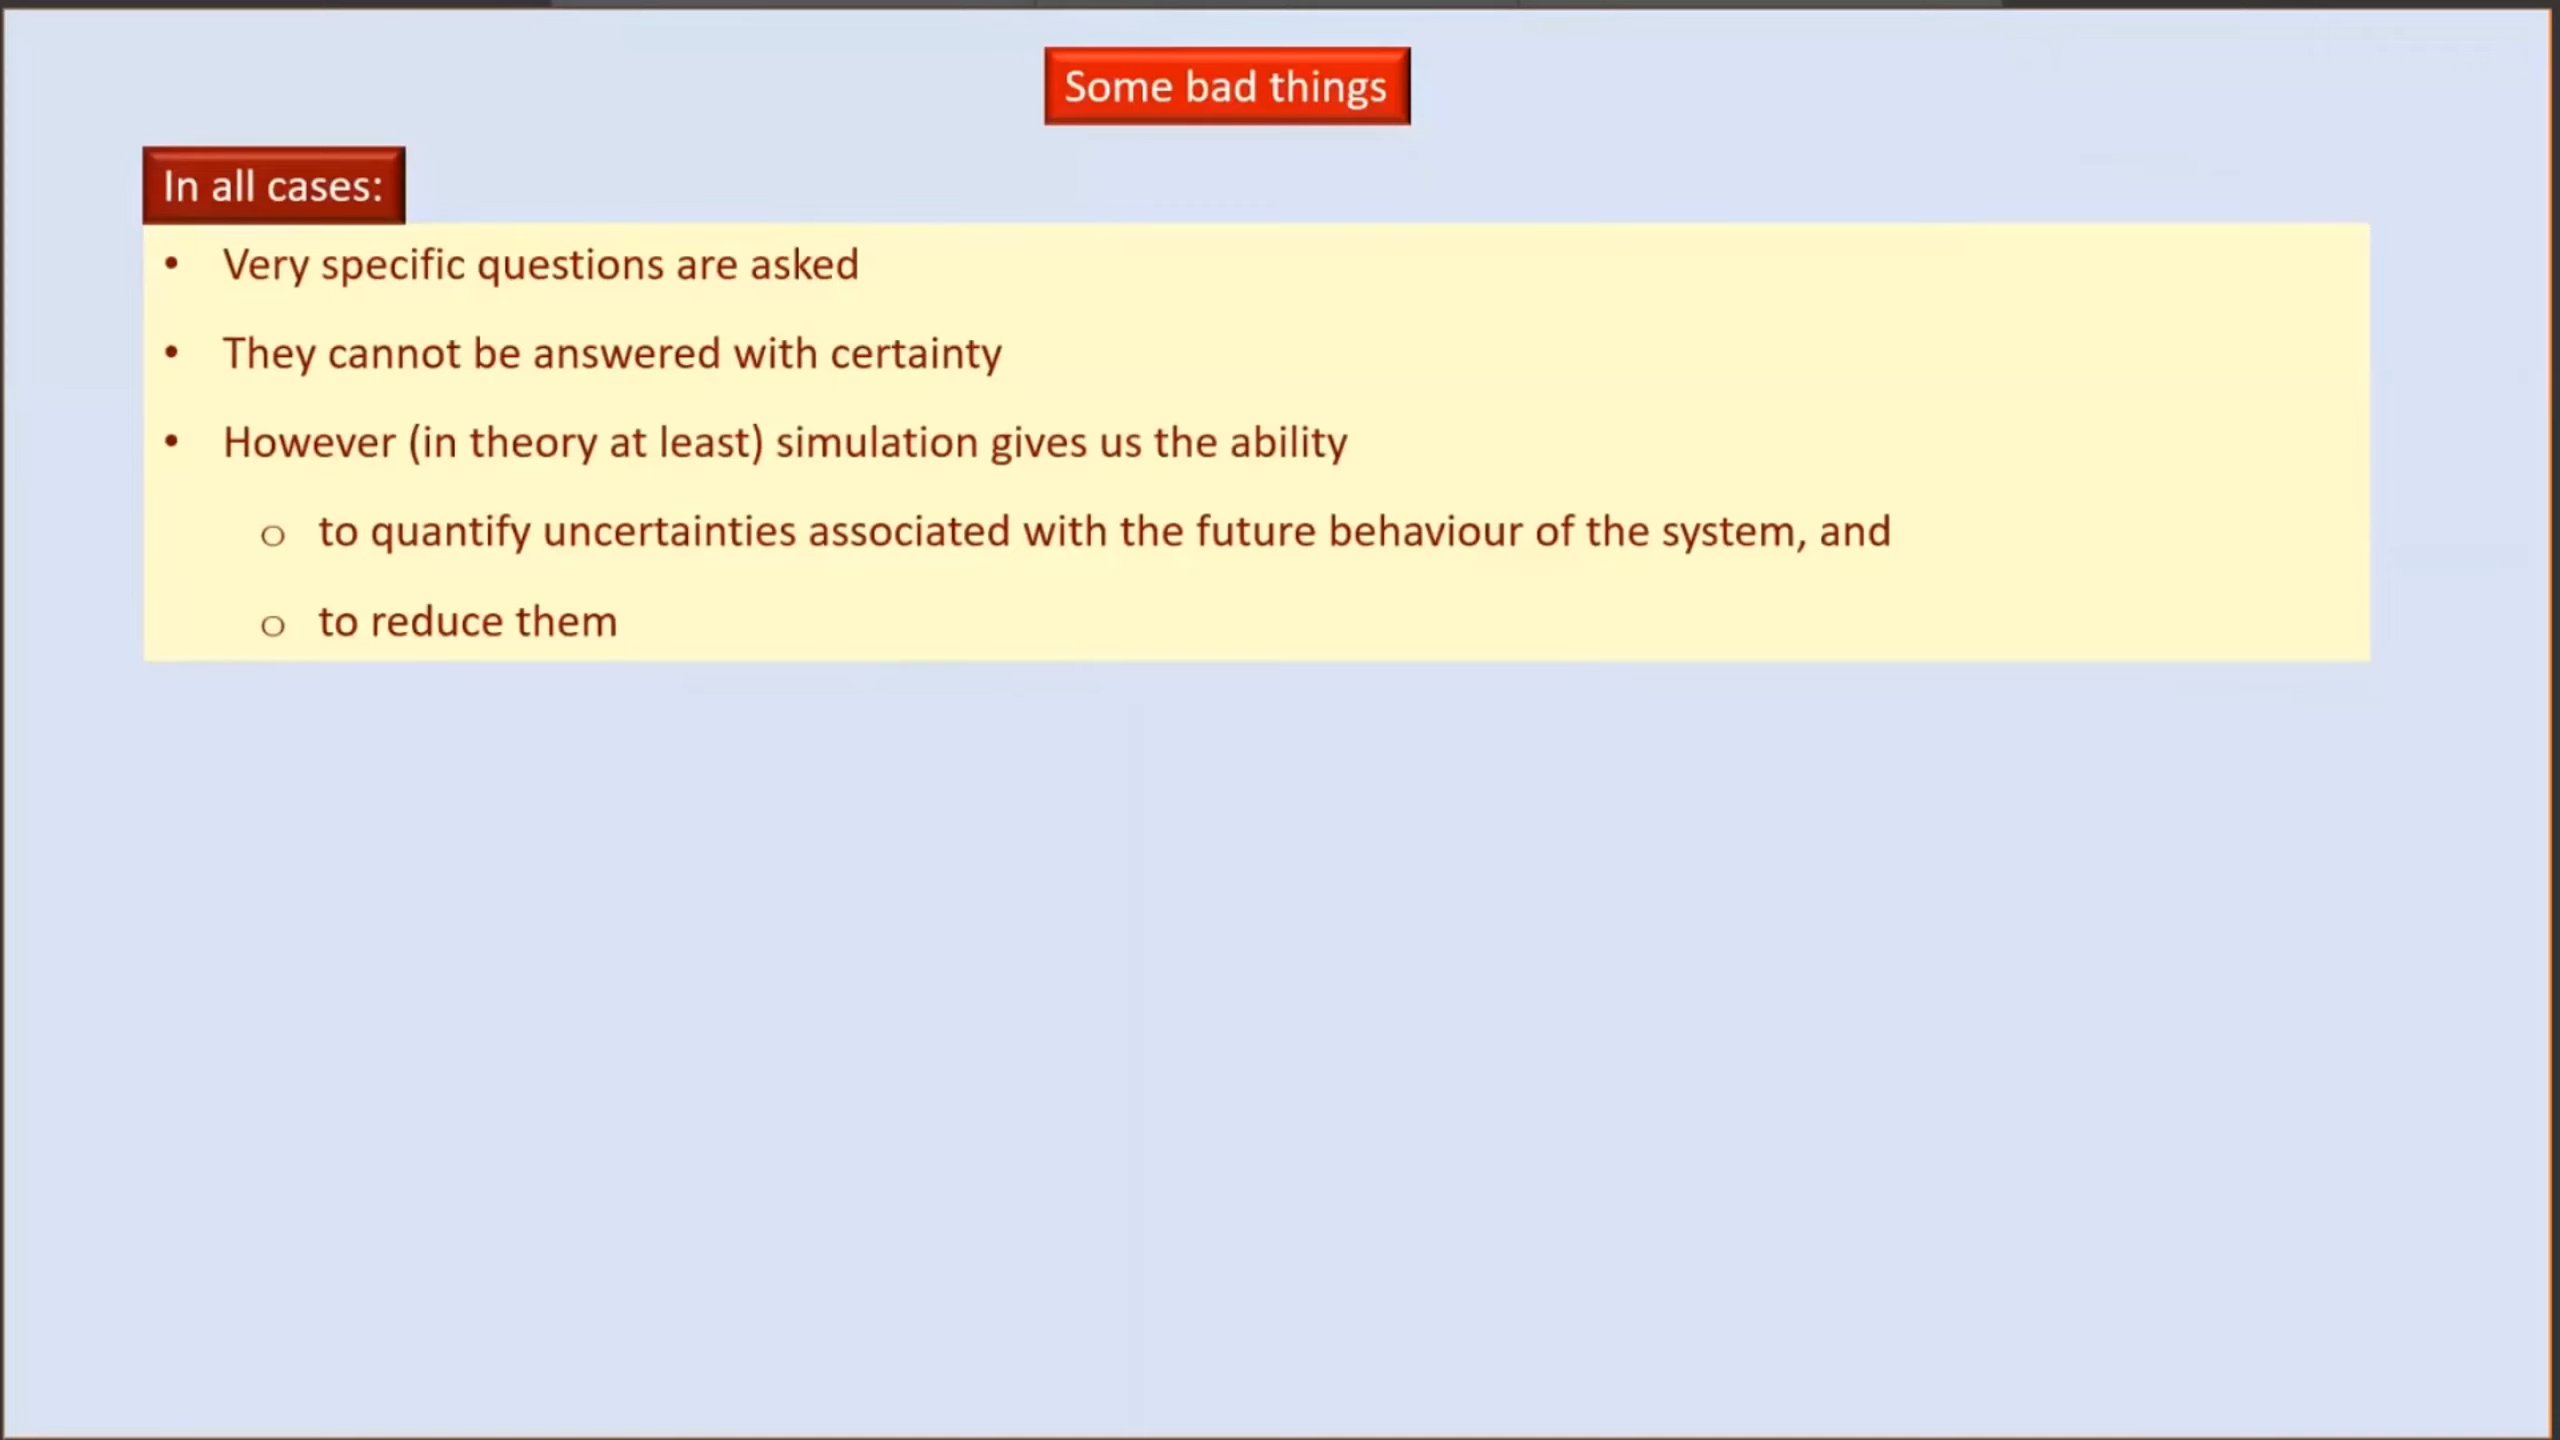 Some bad things
In all cases:
• Very specific questions are asked
• They cannot be answered with certainty
• However (in theory at least) simulation gives us the ability
o to quantify uncertainties associated with the future behaviour of the system, and
o to reduce them